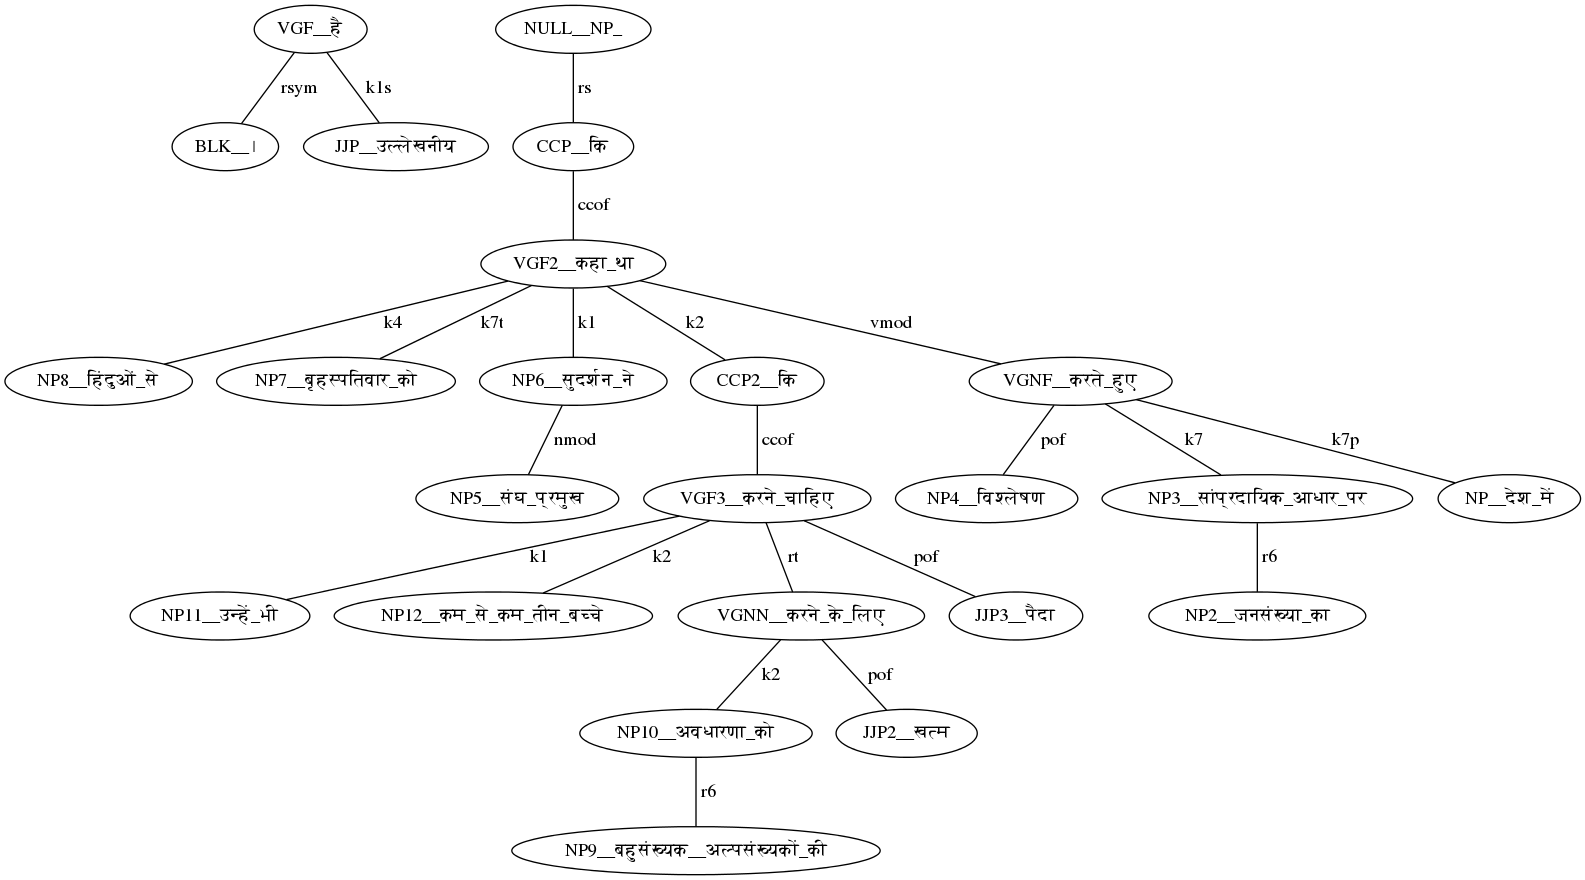 VGF__है
NULL__NP_
rsym
k1s
rs
BLK__।
JJP__उल्लेखनीय
CCP__कि
ccof
VGF2__कहा_था
k4
k7t
k1
k2
vmod
NP8__हिंदुओं_से
NP7__बृहस्पतिवार_को
NP6__सुदर्शन_ने
CCP2__कि
VGNF__करते_हुए
nmod
ccof
pof
k7
k7p
NP5__संघ_प्रमुख
VGF3__करने_चाहिए
NP4__विश्लेषण
NP3__सांप्रदायिक_आधार_पर
NP__देश_में
k1
k2
rt
pof
r6
NP11__उन्हें_भी
NP12__कम_से_कम_तीन_बच्चे
VGNN__करने_के_लिए
JJP3__पैदा
NP2__जनसंख्या_का
k2
pof
NP10__अवधारणा_को
JJP2__खत्म
r6
NP9__बहुसंख्यक__अल्पसंख्यकों_की